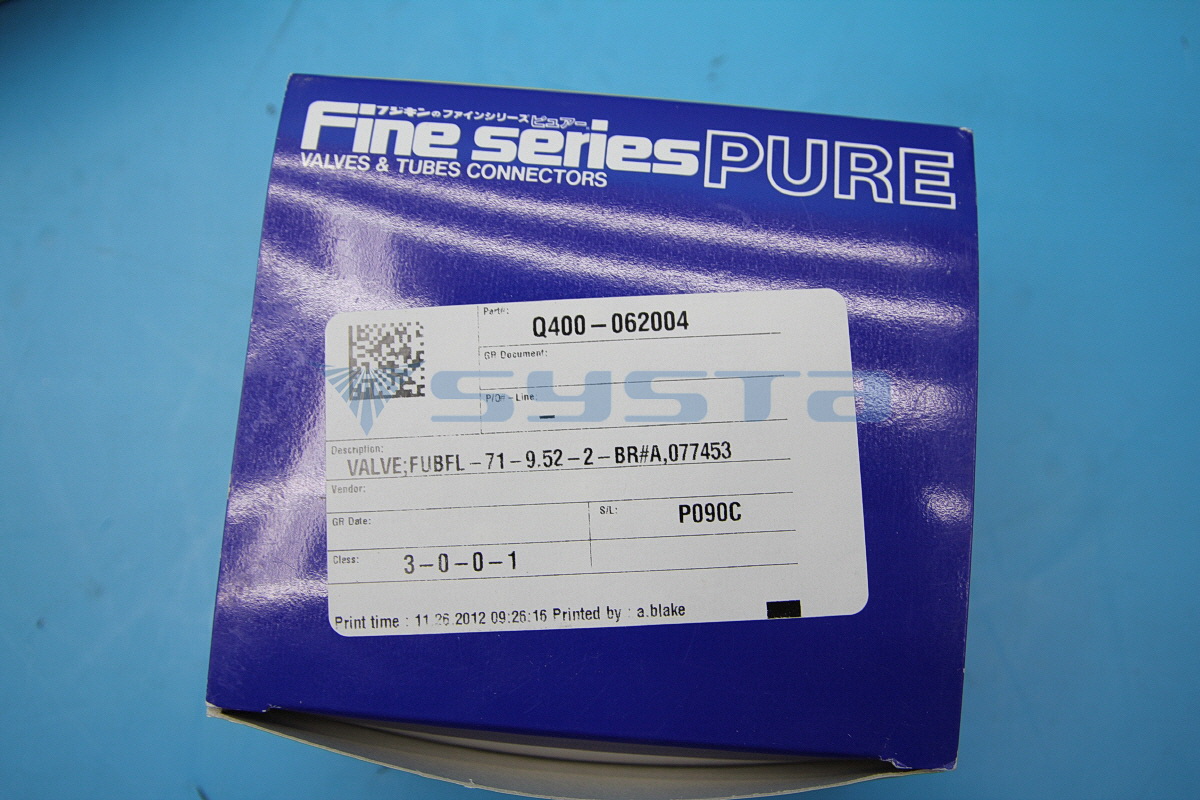 フジキンのファインシリーズピュアー
Fine series PURE
VALVES & TUBES CONNECTORS
Part#:
Q400-062004
GR Document:
P/O# - Line:
-
systa
Description:
VALVE;FUBFL-71-9.52-2-BR#A,077453
Vendor:
GR Date:
S/L:
P090C
Class:
3-0-0-1
Print time : 11.26.2012 09:26:16 Printed by : a.blake